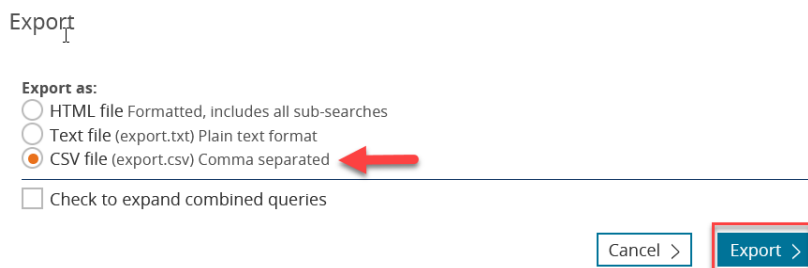 Export
Export as:
HTML file Formatted, includes all sub-searches
Text file (export.txt) Plain text format
CSV file (export.csv) Comma separated
Check to expand combined queries
Cancel Export